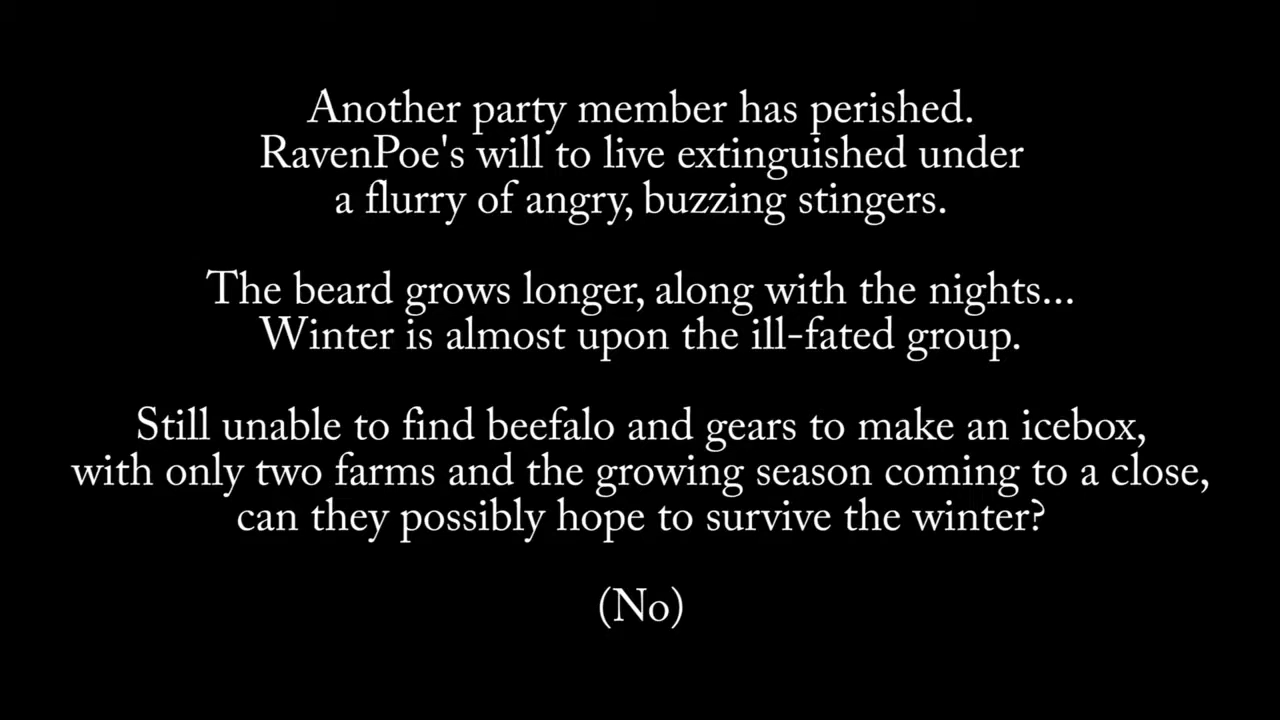 Another party member has perished.
RavenPoe's will to live extinguished under
a flurry of angry, buzzing stingers.
The beard grows longer, along with the nights...
Winter is almost upon the ill-fated group.
Still unable to find beefalo and gears to make an icebox,
with only two farms and the growing season coming to a close,
can they possibly hope to survive the winter?
(No)